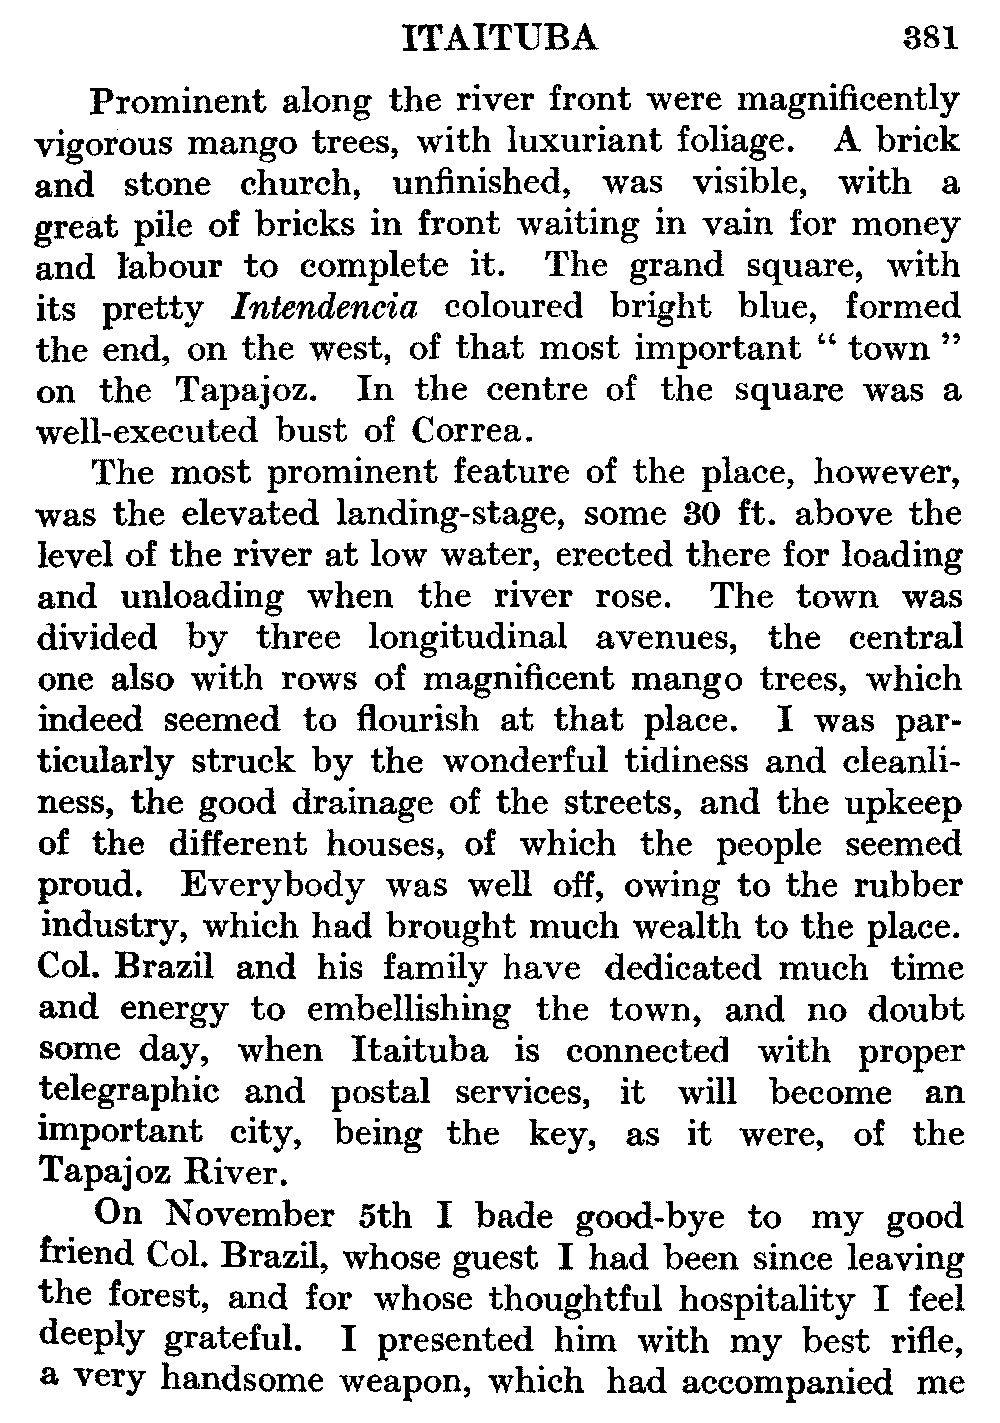 ITAITUBA 381
Prominent along the river front were magnificently
vigorous mango trees, with luxuriant foliage. A brick
and stone church, unfinished, was visible, with a
great pile of bricks in front waiting in vain for money
and labour to complete it. The grand square, with
its pretty Intendencia coloured bright blue, formed
the end, on the west, of that most important “ town ”
on the Tapajoz. In the centre of the square was a
well-executed bust of Correa.
The most prominent feature of the place, however,
was the elevated landing-stage, some 30 ft. above the
level of the river at low water, erected there for loading
and unloading when the river rose. The town was
divided by three longitudinal avenues, the central
one also with rows of magnificent mango trees, which
indeed seemed to flourish at that place. I was par-
ticularly struck by the wonderful tidiness and cleanli-
ness, the good drainage of the streets, and the upkeep
of the different houses, of which the people seemed
proud. Everybody was well off, owing to the rubber
industry, which had brought much wealth to the place.
Col. Brazil and his family have dedicated much time
and energy to embellishing the town, and no doubt
some day, when Itaituba is connected with proper
telegraphic and postal services, it will become an
important city, being the key, as it were, of the
Tapajoz River.
On November 5th I bade good-bye to my good
friend Col. Brazil, whose guest I had been since leaving
the forest, and for whose thoughtful hospitality I feel
deeply grateful. I presented him with my best rifle,
a very handsome weapon, which had accompanied me